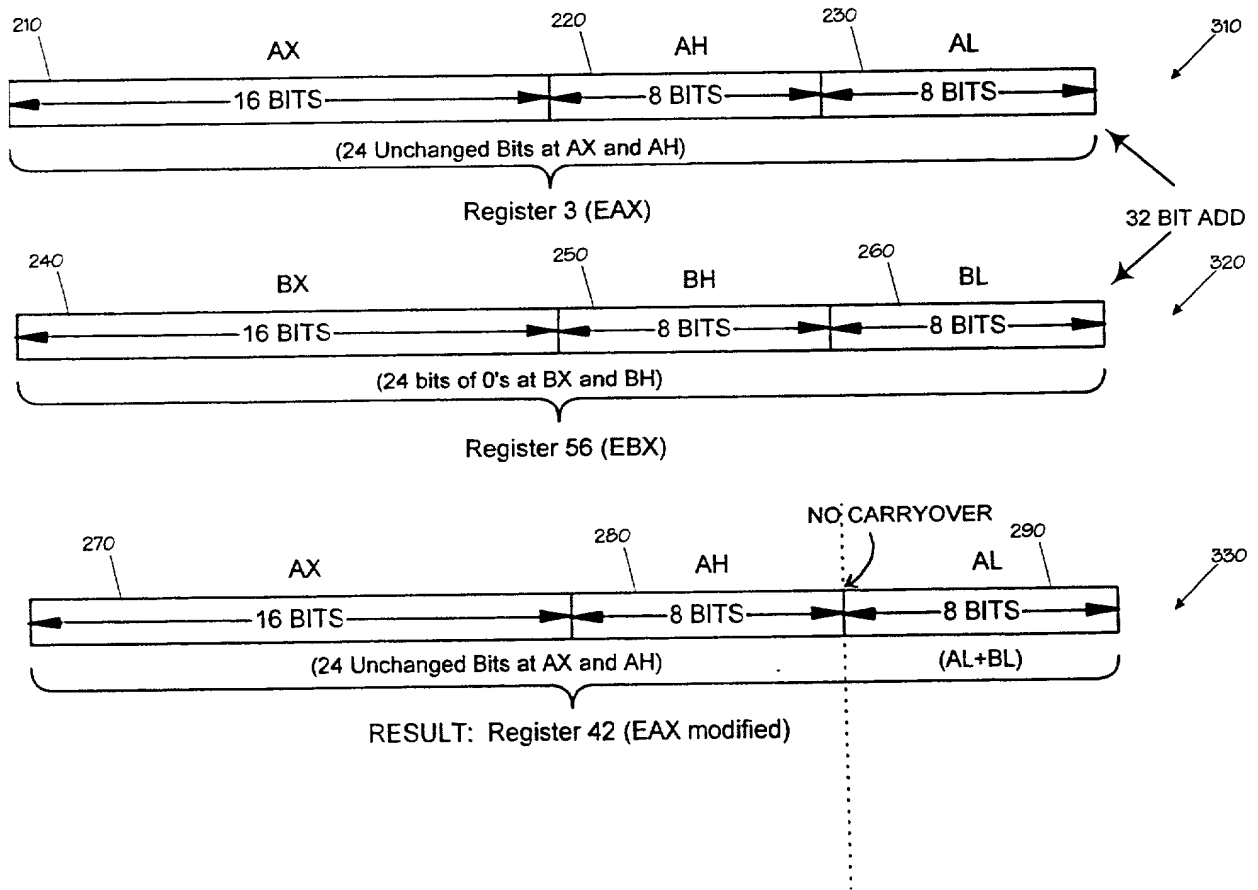 210 220 230 310
AX AH AL
16 BITS 8 BITS 8 BITS
(24 Unchanged Bits at AX and AH)
Register 3 (EAX)
32 BIT ADD
240 250 260 320
BX BH BL
16 BITS 8 BITS 8 BITS
(24 bits of 0's at BX and BH)
Register 56 (EBX)
NO CARRYOVER
270 280 290 330
AX AH AL
16 BITS 8 BITS 8 BITS
(24 Unchanged Bits at AX and AH) (AL+BL)
RESULT: Register 42 (EAX modified)